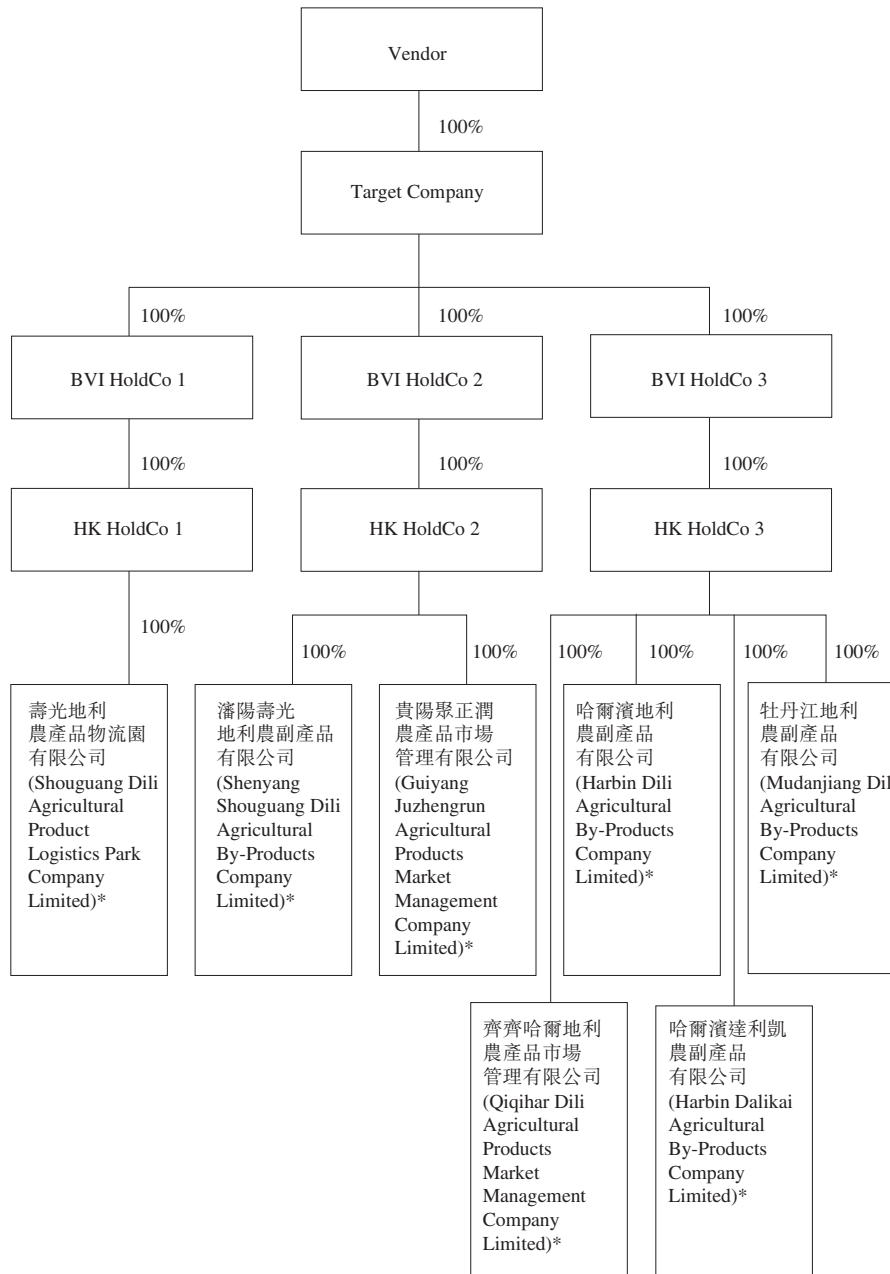 Vendor
100%
Target Company
100%
100%
100%
BVI HoldCo 1
BVI HoldCo 2
BVI HoldCo 3
100%
100%
100%
HK HoldCo 1
HK HoldCo 2
HK HoldCo 3
100%
100%
100%
100%
100%
100%
100%
壽光地利
農產品物流園
有限公司
(Shouguang Dili
Agricultural
Product
Logistics Park
Company
Limited)*
瀋陽壽光
地利農副產品
有限公司
(Shenyang
Shouguang Dili
Agricultural
By-Products
Company
Limited)*
貴陽聚正潤
農產品市場
管理有限公司
(Guiyang
Juzhengrun
Agricultural
Products
Market
Management
Company
Limited)*
哈爾濱地利
農副產品
有限公司
(Harbin Dili
Agricultural
By-Products
Company
Limited)*
牡丹江地利
農副產品
有限公司
(Mudanjiang Dil
Agricultural
By-Products
Company
Limited)*
齊齊哈爾地利
農產品市場
管理有限公司
(Qiqihar Dili
Agricultural
Products
Market
Management
Company
Limited)*
哈爾濱達利凱
農副產品
有限公司
(Harbin Dalikai
Agricultural
By-Products
Company
Limited)*